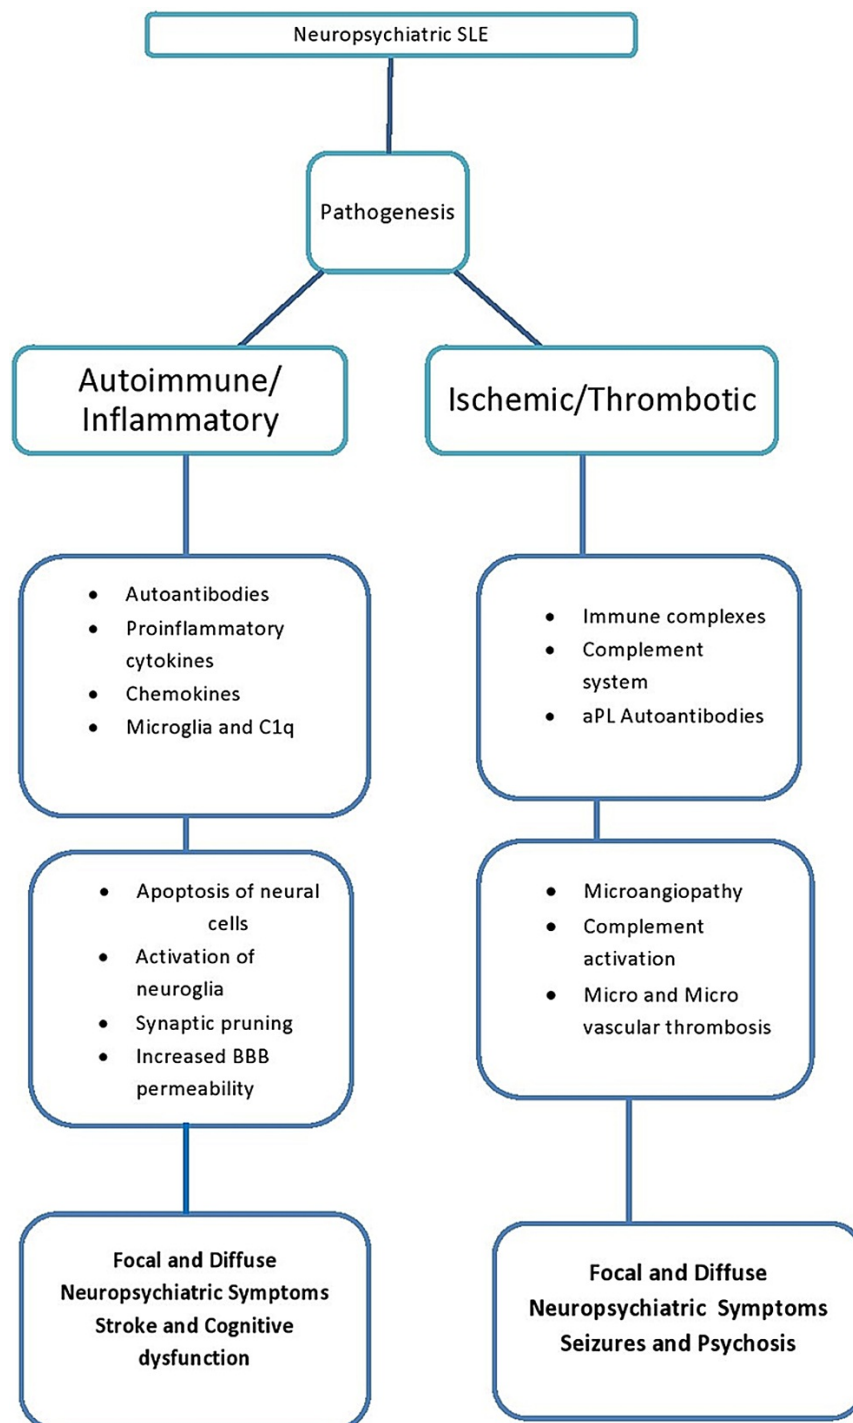 Neuropsychiatric SLE
Pathogenesis
Autoimmune/
Inflammatory
• Autoantibodies
• Proinflammatory
cytokines
• Chemokines
• Microglia and C1q
• Apoptosis of neural
cells
• Activation of
neuroglia
• Synaptic pruning
• Increased BBB
permeability
Focal and Diffuse
Neuropsychiatric Symptoms
Stroke and Cognitive
dysfunction
Ischemic/Thrombotic
• Immune complexes
• Complement
system
• aPL Autoantibodies
• Microangiopathy
• Complement
activation
• Micro and Micro
vascular thrombosis
Focal and Diffuse
Neuropsychiatric Symptoms
Seizures and Psychosis